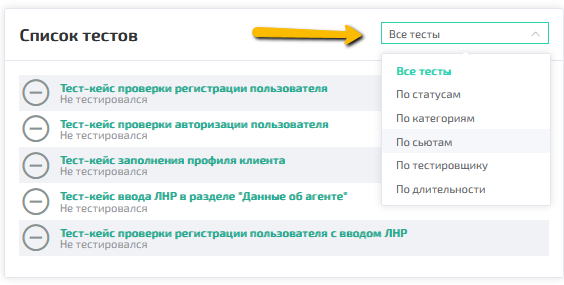 Список тестов
Все тесты
Все тесты
По статусам
По категориям
По сьютам
По тестировщику
По длительности
Тест-кейс проверки регистрации пользователя
Не тестировался
Тест-кейс проверки авторизации пользователя
Не тестировался
Тест-кейс заполнения профиля клиента
Не тестировался
Тест-кейс ввода ЛНР в разделе "Данные об агенте"
Не тестировался
Тест-кейс проверки регистрации пользователя с вводом ЛНР
Не тестировался